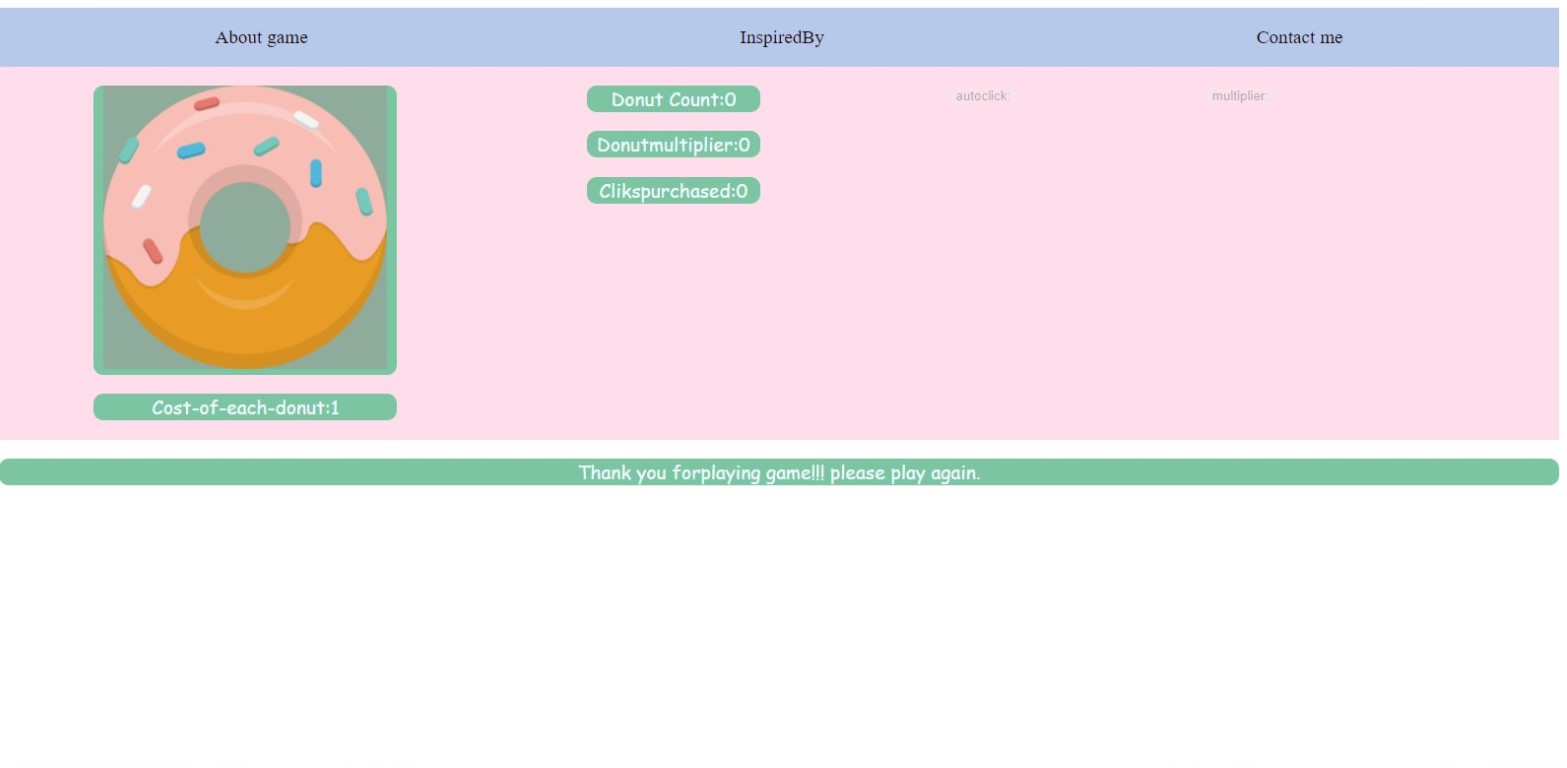 About game
InspiredBy
Contact me
Donut Count:0
autoclick:
multiplier:
Donutmultiplier:0
Clikspurchased:0
Cost-of-each-donut:1
Thank you forplaying game!!! please play again.